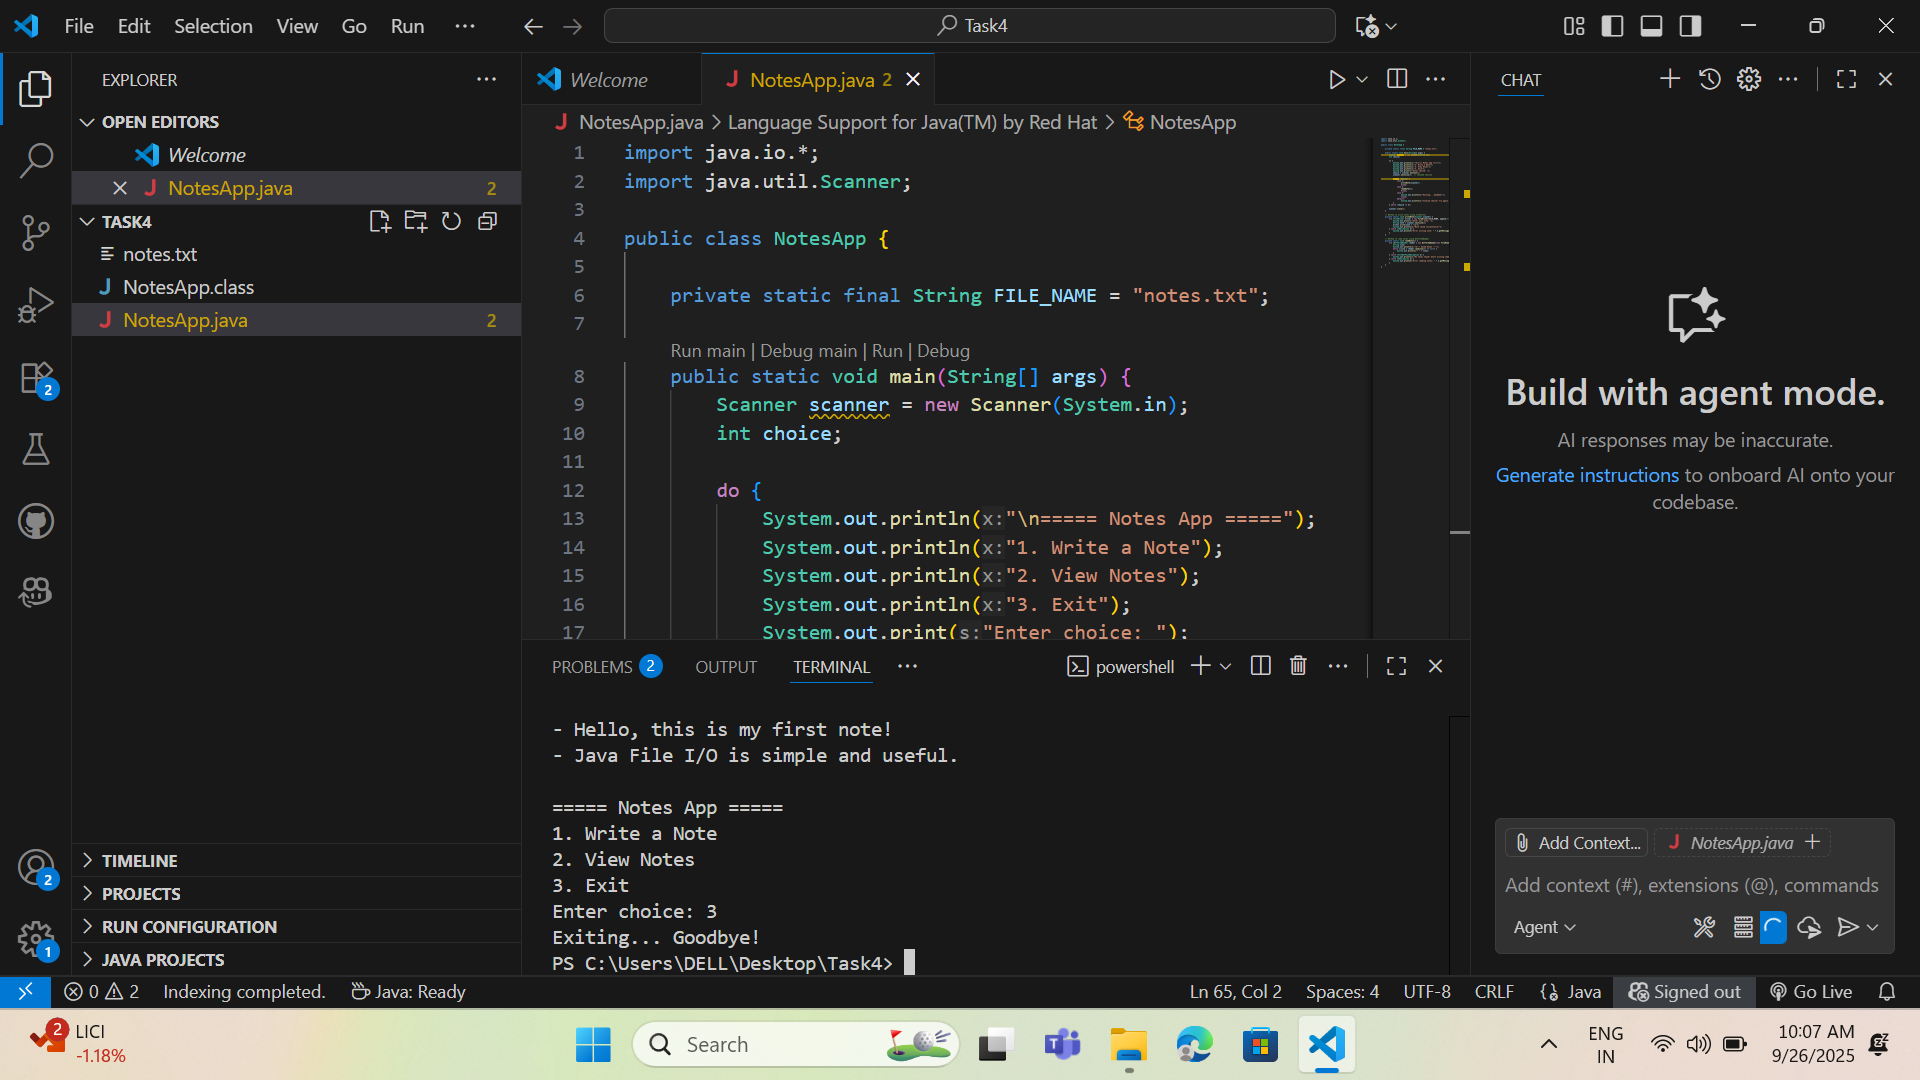 File Edit Selection View Go Run ··· Task4
EXPLORER ···
OPEN EDITORS
Welcome
NotesApp.java 2
TASK4
notes.txt
NotesApp.class
NotesApp.java 2
TIMELINE
PROJECTS
RUN CONFIGURATION
JAVA PROJECTS
2
2
1
Welcome NotesApp.java 2
NotesApp.java > Language Support for Java(TM) by Red Hat > NotesApp
1 import java.io.*;
2 import java.util.Scanner;
3
4 public class NotesApp {
5
6 private static final String FILE_NAME = "notes.txt";
7
Run main | Debug main | Run | Debug
8 public static void main(String[] args) {
9 Scanner scanner = new Scanner(System.in);
10 int choice;
11
12 do {
13 System.out.println(x:"\n===== Notes App =====");
14 System.out.println(x:"1. Write a Note");
15 System.out.println(x:"2. View Notes");
16 System.out.println(x:"3. Exit");
17 System.out.print(s:"Enter choice: ");
PROBLEMS 2 OUTPUT TERMINAL ··· powershell
- Hello, this is my first note!
- Java File I/O is simple and useful.
===== Notes App =====
1. Write a Note
2. View Notes
3. Exit
Enter choice: 3
Exiting... Goodbye!
PS C:\Users\DELL\Desktop\Task4>
CHAT
Build with agent mode.
AI responses may be inaccurate.
Generate instructions to onboard AI onto your
codebase.
Add Context... NotesApp.java
Add context (#), extensions (@), commands
Agent
0 2 Indexing completed. Java: Ready Ln 65, Col 2 Spaces: 4 UTF-8 CRLF {} Java Signed out Go Live
2 LICI
-1.18%
Search
ENG
IN
10:07 AM
9/26/2025